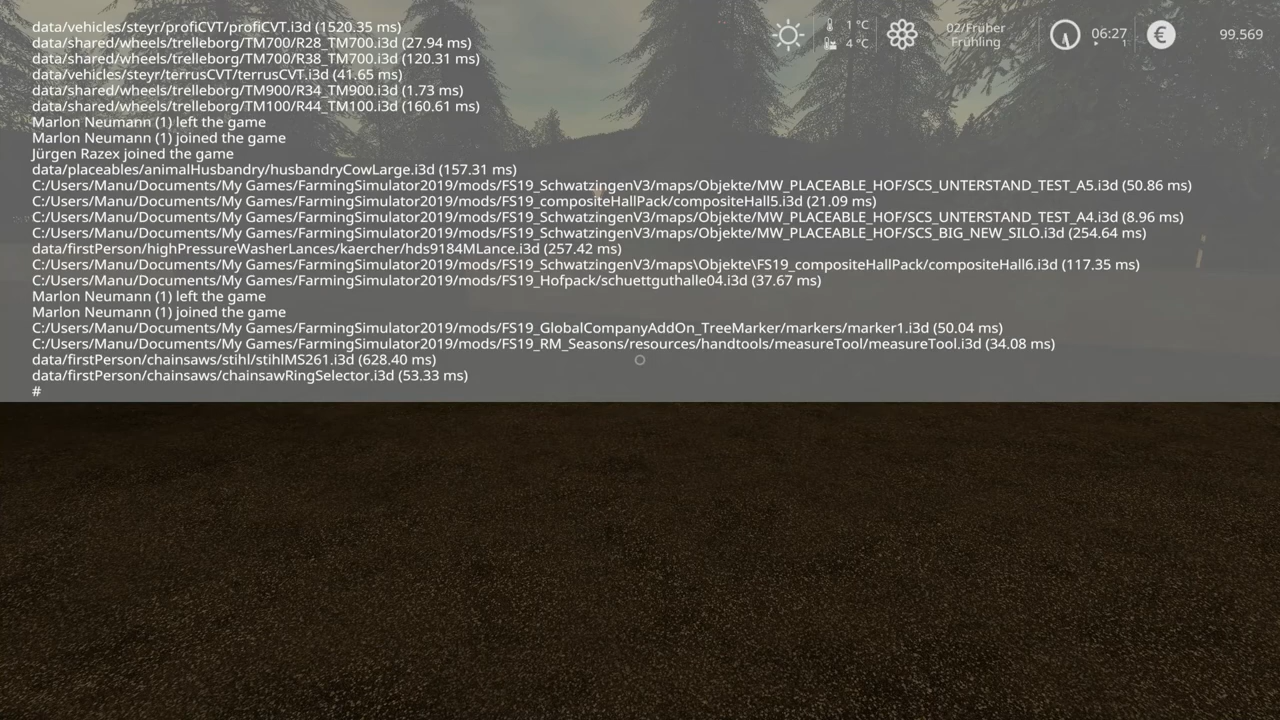 data/vehicles/steyr/profiCVT/profiCVT.i3d (1520.35 ms)
data/shared/wheels/trelleborg/TM700/R28_TM700.i3d (27.94 ms)
data/shared/wheels/trelleborg/TM700/R38_TM700.i3d (120.31 ms)
data/vehicles/steyr/terrusCVT/terrusCVT.i3d (41.65 ms)
data/shared/wheels/trelleborg/TM900/R34_TM900.i3d (1.73 ms)
data/shared/wheels/trelleborg/TM100/R44_TM100.i3d (160.61 ms)
Marlon Neumann (1) left the game
Marlon Neumann (1) joined the game
Jürgen Razex joined the game
data/placeables/animalHusbandry/husbandryCowLarge.i3d (157.31 ms)
C:/Users/Manu/Documents/My Games/FarmingSimulator2019/mods/FS19_SchwatzingenV3/maps/Objekte/MW_PLACEABLE_HOF/SCS_UNTERSTAND_TEST_A5.i3d (50.86 ms)
C:/Users/Manu/Documents/My Games/FarmingSimulator2019/mods/FS19_compositeHallPack/compositeHall5.i3d (21.09 ms)
C:/Users/Manu/Documents/My Games/FarmingSimulator2019/mods/FS19_SchwatzingenV3/maps/Objekte/MW_PLACEABLE_HOF/SCS_UNTERSTAND_TEST_A4.i3d (8.96 ms)
C:/Users/Manu/Documents/My Games/FarmingSimulator2019/mods/FS19_SchwatzingenV3/maps/Objekte/MW_PLACEABLE_HOF/SCS_BIG_NEW_SILO.i3d (254.64 ms)
data/firstPerson/highPressureWasherLances/kaercher/hds9184MLance.i3d (257.42 ms)
C:/Users/Manu/Documents/My Games/FarmingSimulator2019/mods/FS19_SchwatzingenV3/maps\Objekte\FS19_compositeHallPack/compositeHall6.i3d (117.35 ms)
C:/Users/Manu/Documents/My Games/FarmingSimulator2019/mods/FS19_Hofpack/schuettguthalle04.i3d (37.67 ms)
Marlon Neumann (1) left the game
Marlon Neumann (1) joined the game
C:/Users/Manu/Documents/My Games/FarmingSimulator2019/mods/FS19_GlobalCompanyAddOn_TreeMarker/markers/marker1.i3d (50.04 ms)
C:/Users/Manu/Documents/My Games/FarmingSimulator2019/mods/FS19_RM_Seasons/resources/handtools/measureTool/measureTool.i3d (34.08 ms)
data/firstPerson/chainsaws/stihl/stihlMS261.i3d (628.40 ms)
data/firstPerson/chainsaws/chainsawRingSelector.i3d (53.33 ms)
#
1 °C
4 °C
02/Früher
Frühling
06:27
1
€
99.569